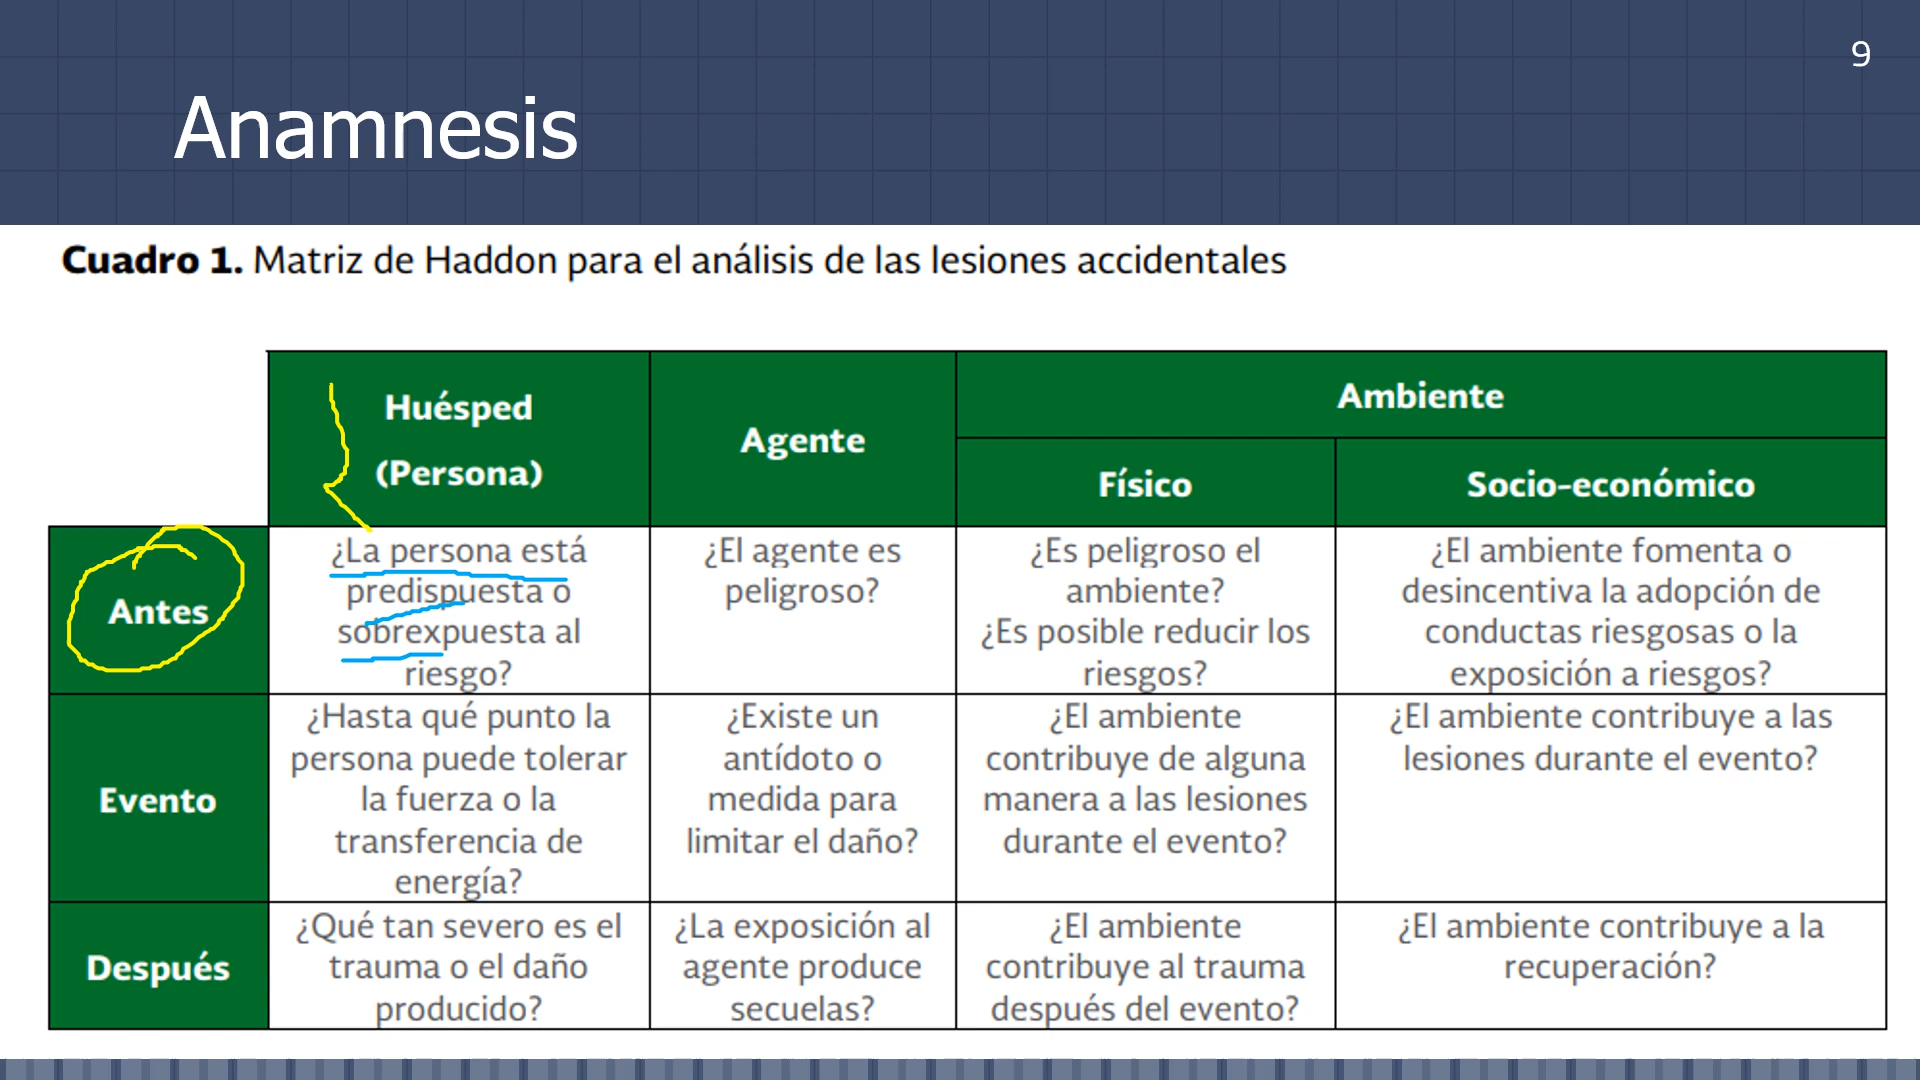 9
Anamnesis
Cuadro 1. Matriz de Haddon para el análisis de las lesiones accidentales
Huésped
(Persona)
Agente
Ambiente
Físico
Socio-económico
Antes
¿La persona está
predispuesta o
sobrexpuesta al
riesgo?
¿El agente es
peligroso?
¿Es peligroso el
ambiente?
¿Es posible reducir los
riesgos?
¿El ambiente fomenta o
desincentiva la adopción de
conductas riesgosas o la
exposición a riesgos?
Evento
¿Hasta qué punto la
persona puede tolerar
la fuerza o la
transferencia de
energía?
¿Existe un
antídoto o
medida para
limitar el daño?
¿El ambiente
contribuye de alguna
manera a las lesiones
durante el evento?
¿El ambiente contribuye a las
lesiones durante el evento?
Después
¿Qué tan severo es el
trauma o el daño
producido?
¿La exposición al
agente produce
secuelas?
¿El ambiente
contribuye al trauma
después del evento?
¿El ambiente contribuye a la
recuperación?